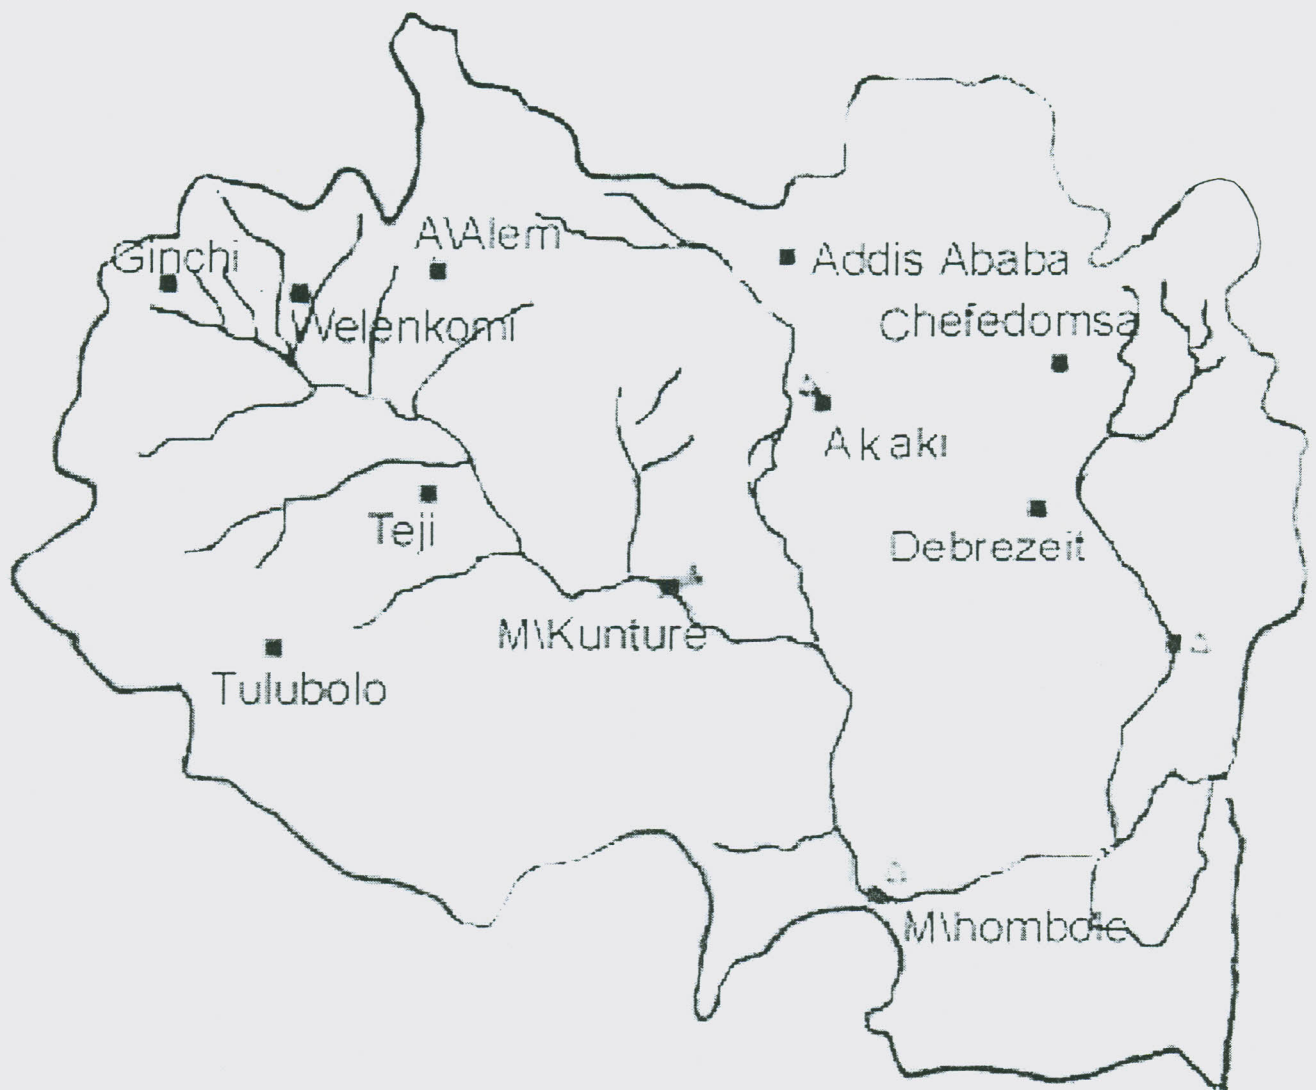 A\Alem
Ginchi
Addis Ababa
Welenkomi
Chefedomsa
Akaki
Teji
Debrezeit
M\Kunture
Tulubolo
M\hombole